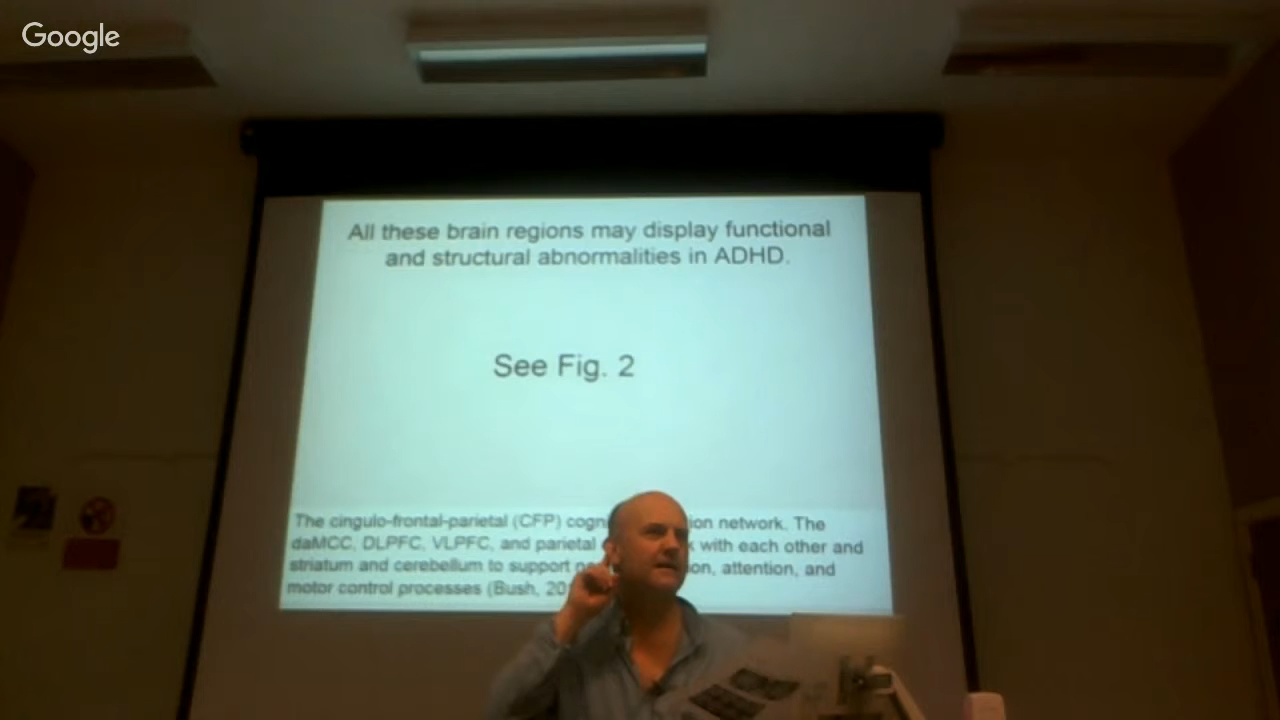 Google
All these brain regions may display functional
and structural abnormalities in ADHD.
See Fig. 2
The cingulo-frontal-parietal (CFP) network. The
daMCC, DLPFC, VLPFC, and parietal with each other and
striatum and cerebellum to support attention, and
motor control processes (Bush,